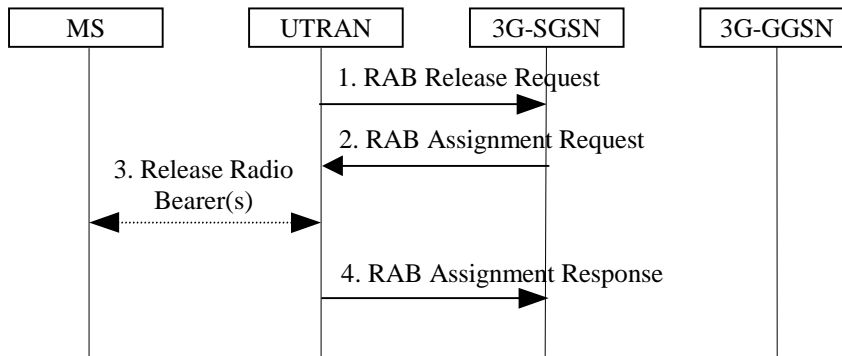 MS
UTRAN
3G-SGSN
3G-GGSN
1. RAB Release Request
2. RAB Assignment Request
3. Release Radio
Bearer(s)
4. RAB Assignment Response